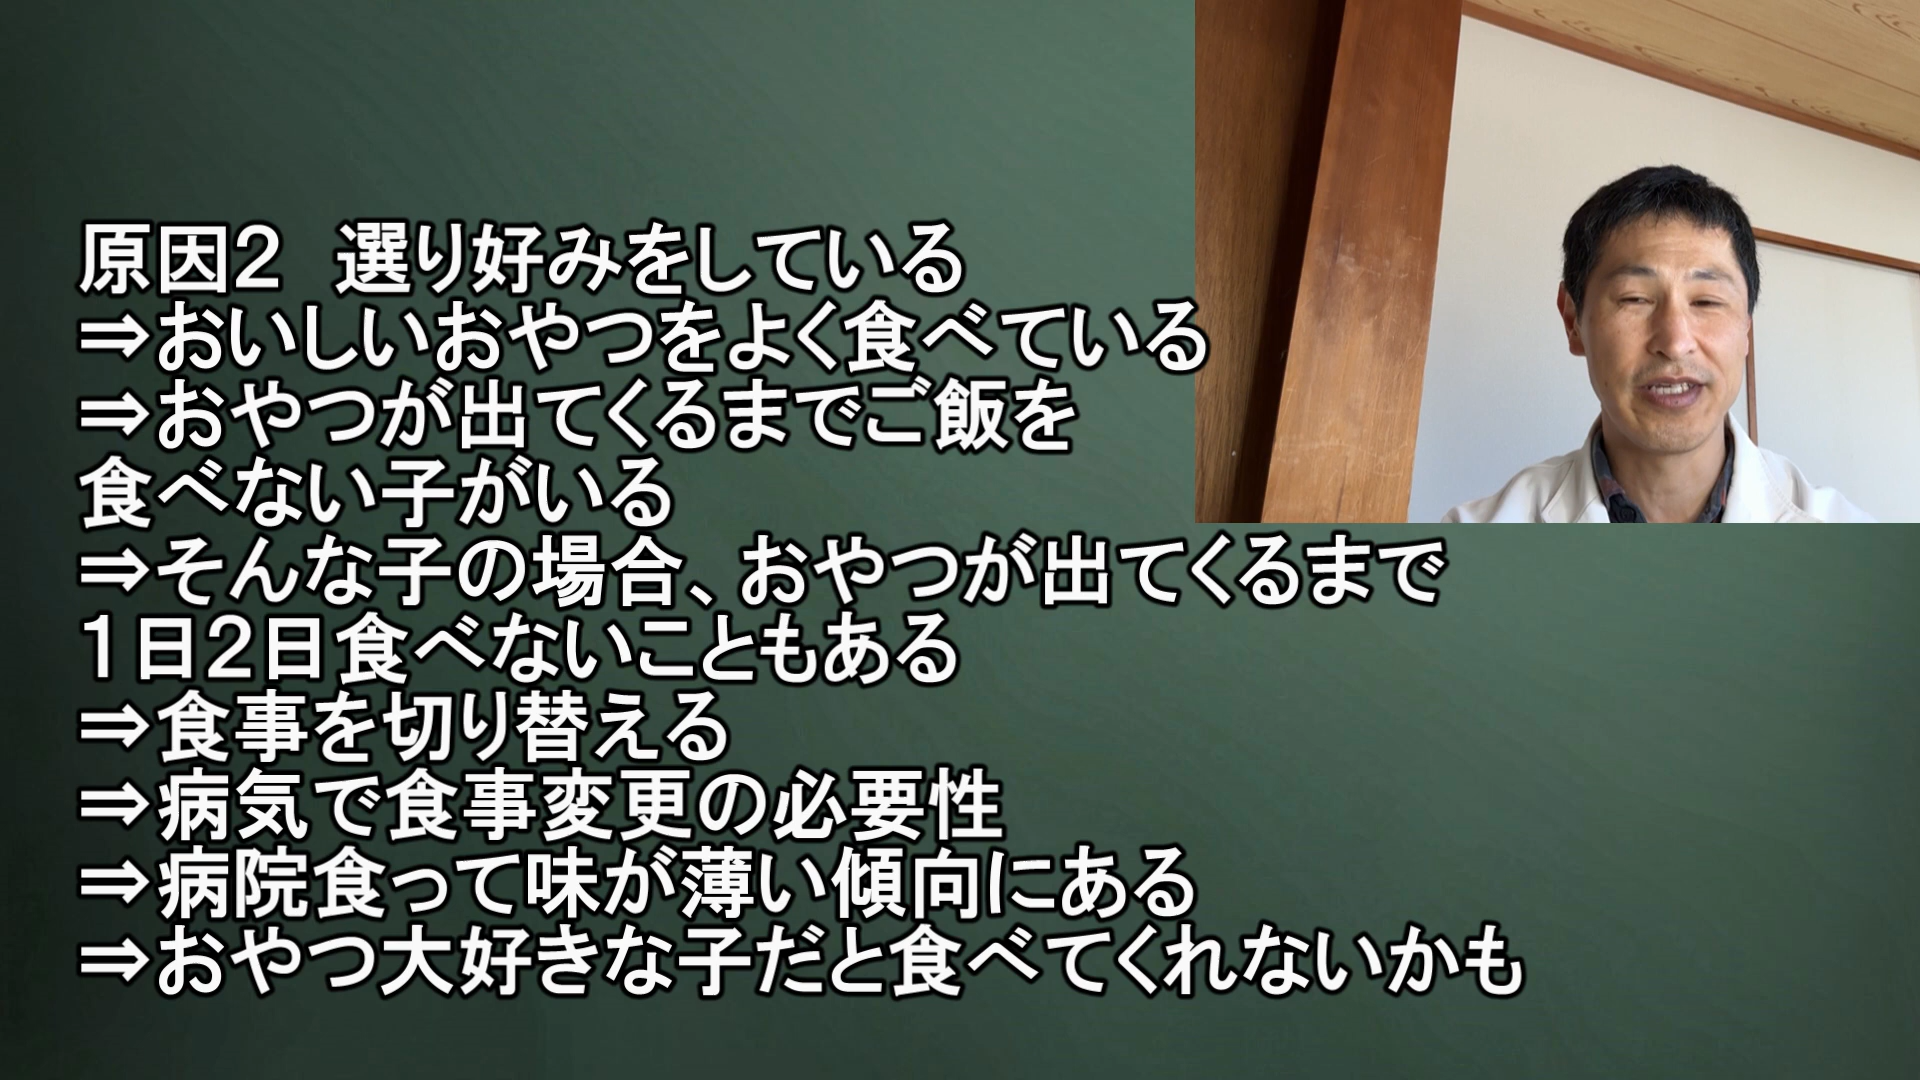 原因２　選り好みをしている
⇒おいしいおやつをよく食べている
⇒おやつが出てくるまでご飯を
食べない子がいる
⇒そんな子の場合、おやつが出てくるまで
１日２日食べないこともある
⇒食事を切り替える
⇒病気で食事変更の必要性
⇒病院食って味が薄い傾向にある
⇒おやつ大好きな子だと食べてくれないかも